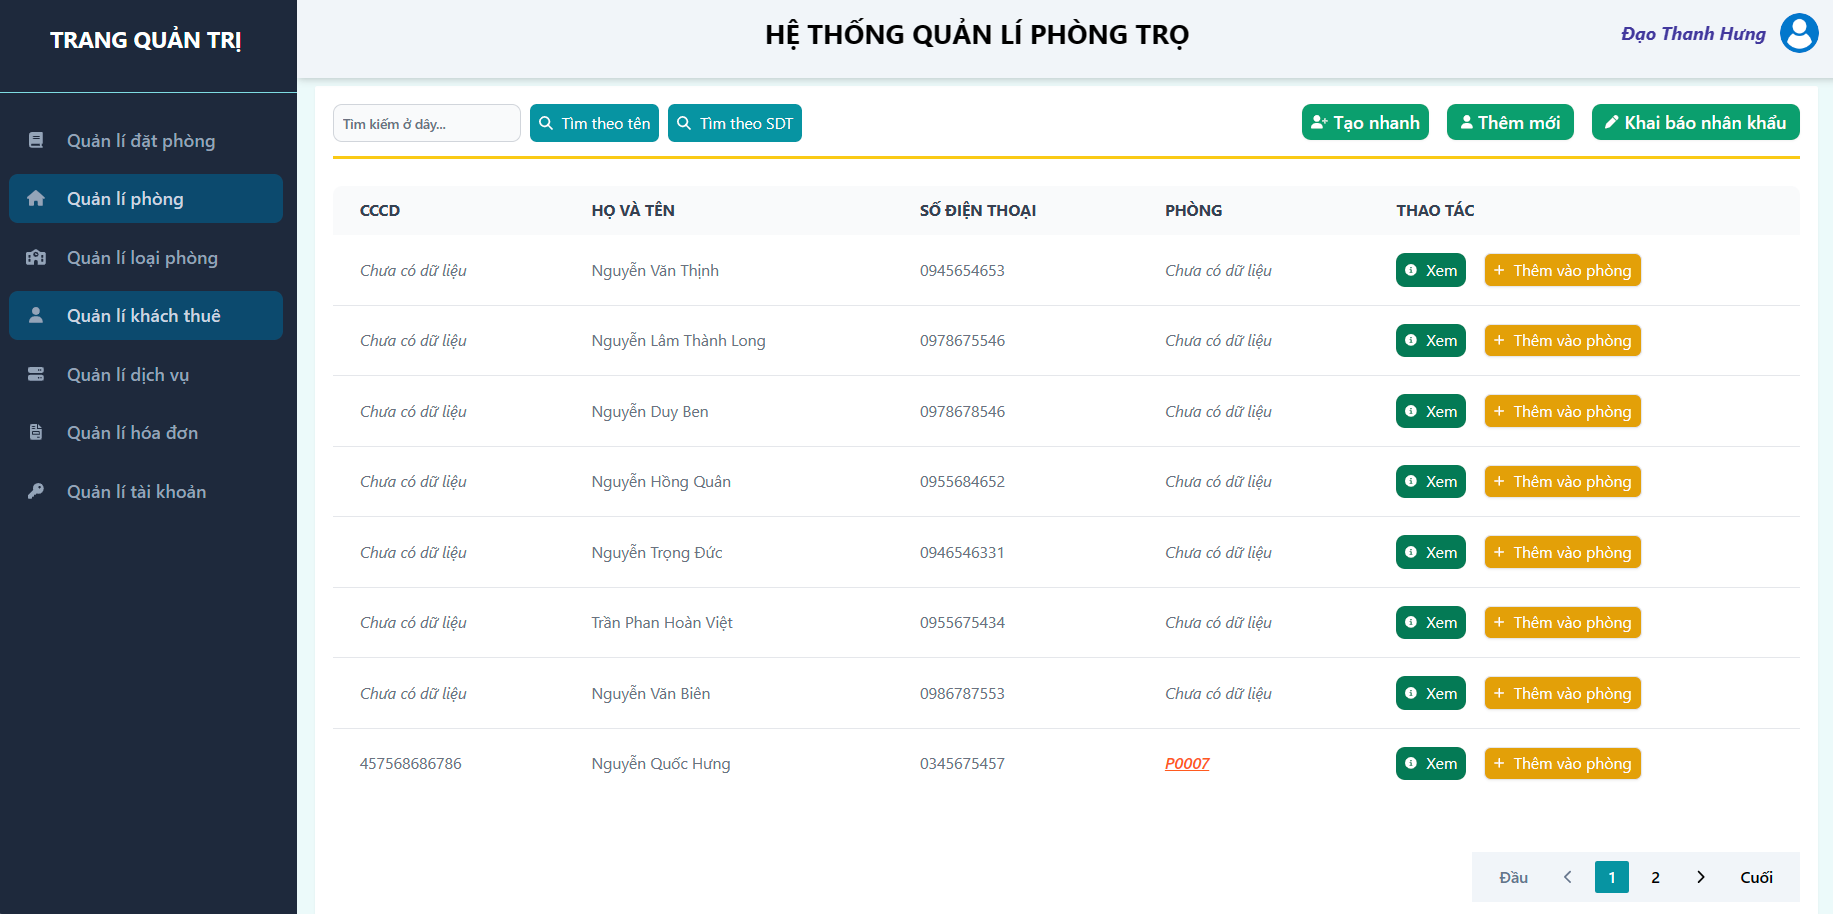 TRANG QUẢN TRỊ
HỆ THỐNG QUẢN LÍ PHÒNG TRỌ
Đạo Thanh Hưng
Quản lí đặt phòng
Quản lí phòng
Quản lí loại phòng
Quản lí khách thuê
Quản lí dịch vụ
Quản lí hóa đơn
Quản lí tài khoản
Tìm kiếm ở dây... Tìm theo tên Tìm theo SDT Tạo nhanh Thêm mới Khai báo nhân khẩu
CCCD HỌ VÀ TÊN SỐ ĐIỆN THOẠI PHÒNG THAO TÁC
Chưa có dữ liệu Nguyễn Văn Thịnh 0945654653 Chưa có dữ liệu Xem + Thêm vào phòng
Chưa có dữ liệu Nguyễn Lâm Thành Long 0978675546 Chưa có dữ liệu Xem + Thêm vào phòng
Chưa có dữ liệu Nguyễn Duy Ben 0978678546 Chưa có dữ liệu Xem + Thêm vào phòng
Chưa có dữ liệu Nguyễn Hồng Quân 0955684652 Chưa có dữ liệu Xem + Thêm vào phòng
Chưa có dữ liệu Nguyễn Trọng Đức 0946546331 Chưa có dữ liệu Xem + Thêm vào phòng
Chưa có dữ liệu Trần Phan Hoàn Việt 0955675434 Chưa có dữ liệu Xem + Thêm vào phòng
Chưa có dữ liệu Nguyễn Văn Biên 0986787553 Chưa có dữ liệu Xem + Thêm vào phòng
457568686786 Nguyễn Quốc Hưng 0345675457 P0007 Xem + Thêm vào phòng
Đầu < 1 2 > Cuối